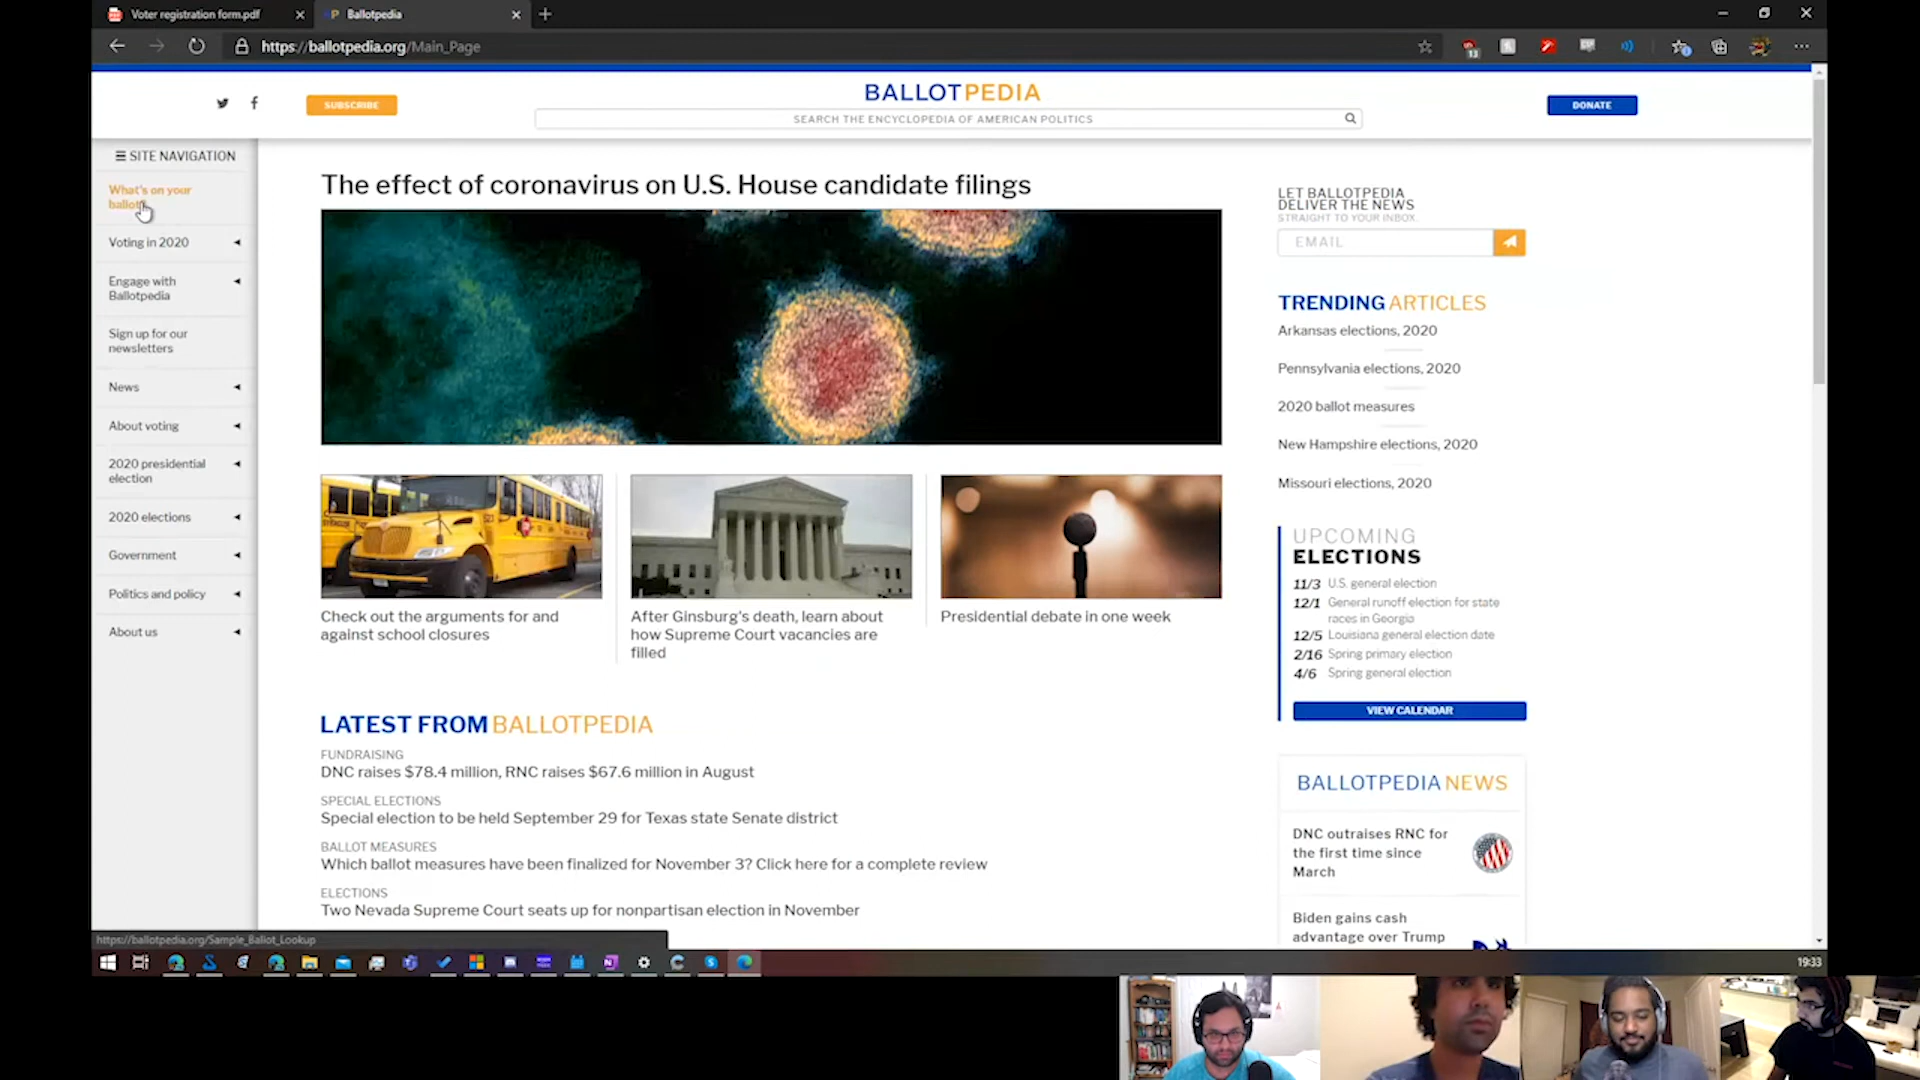 Voter registration form.pdf
Ballotpedia
https://ballotpedia.org/Main_Page
13
SUBSCRIBE
BALLOTPEDIA
SEARCH THE ENCYCLOPEDIA OF AMERICAN POLITICS
DONATE
SITE NAVIGATION
What's on your
ballot?
Voting in 2020
Engage with
Ballotpedia
Sign up for our
newsletters
News
About voting
2020 presidential
election
2020 elections
Government
Politics and policy
About us
The effect of coronavirus on U.S. House candidate filings
Check out the arguments for and
against school closures
After Ginsburg's death, learn about
how Supreme Court vacancies are
filled
Presidential debate in one week
LATEST FROM BALLOTPEDIA
FUNDRAISING
DNC raises $78.4 million, RNC raises $67.6 million in August
SPECIAL ELECTIONS
Special election to be held September 29 for Texas state Senate district
BALLOT MEASURES
Which ballot measures have been finalized for November 3? Click here for a complete review
ELECTIONS
Two Nevada Supreme Court seats up for nonpartisan election in November
LET BALLOTPEDIA
DELIVER THE NEWS
STRAIGHT TO YOUR INBOX.
EMAIL
TRENDING ARTICLES
Arkansas elections, 2020
Pennsylvania elections, 2020
2020 ballot measures
New Hampshire elections, 2020
Missouri elections, 2020
UPCOMING
ELECTIONS
11/3 U.S. general election
12/1 General runoff election for state
races in Georgia
12/5 Louisiana general election date
2/16 Spring primary election
4/6 Spring general election
VIEW CALENDAR
BALLOTPEDIA NEWS
DNC outraises RNC for
the first time since
March
Biden gains cash
advantage over Trump
https://ballotpedia.org/Sample_Ballot_Lookup
19:33